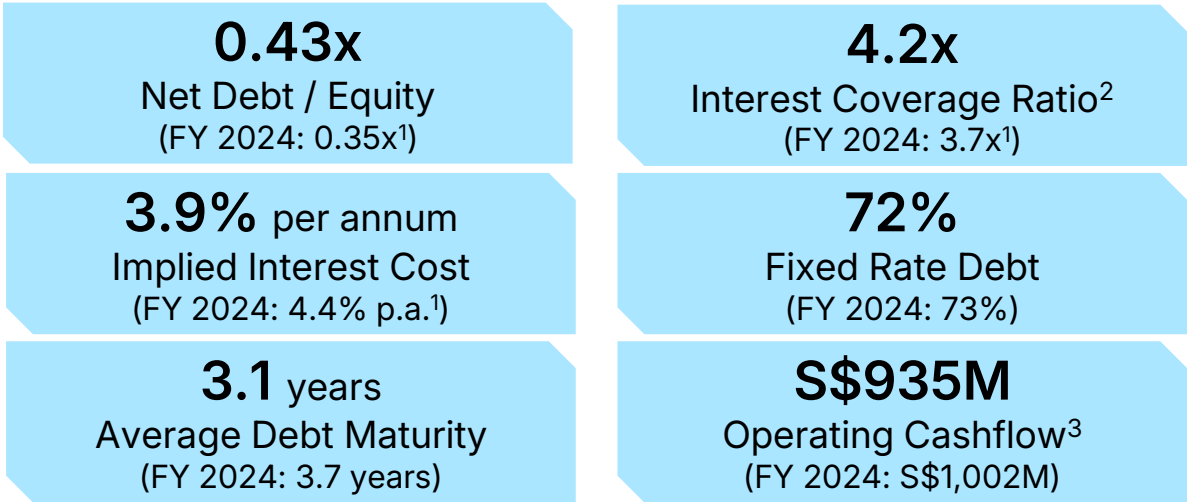 0.43x
Net Debt / Equity
(FY 2024: 0.35x¹)
4.2x
Interest Coverage Ratio²
(FY 2024: 3.7x¹)
3.9% per annum
Implied Interest Cost
(FY 2024: 4.4% p.a.¹)
72%
Fixed Rate Debt
(FY 2024: 73%)
3.1 years
Average Debt Maturity
(FY 2024: 3.7 years)
S$935M
Operating Cashflow³
(FY 2024: S$1,002M)